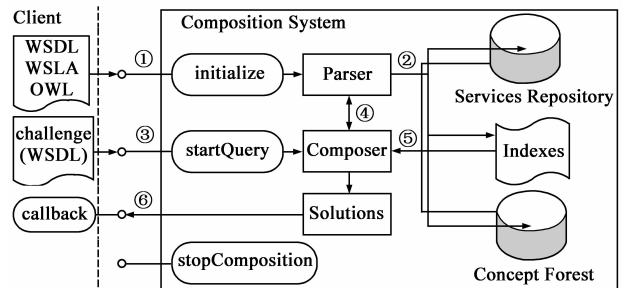 Client
Composition System
WSDL
WSLA
OWL
①
initialize
Parser
②
Services Repository
④
challenge
(WSDL)
③
startQuery
Composer
⑤
Indexes
callback
⑥
Solutions
stopComposition
Concept Forest